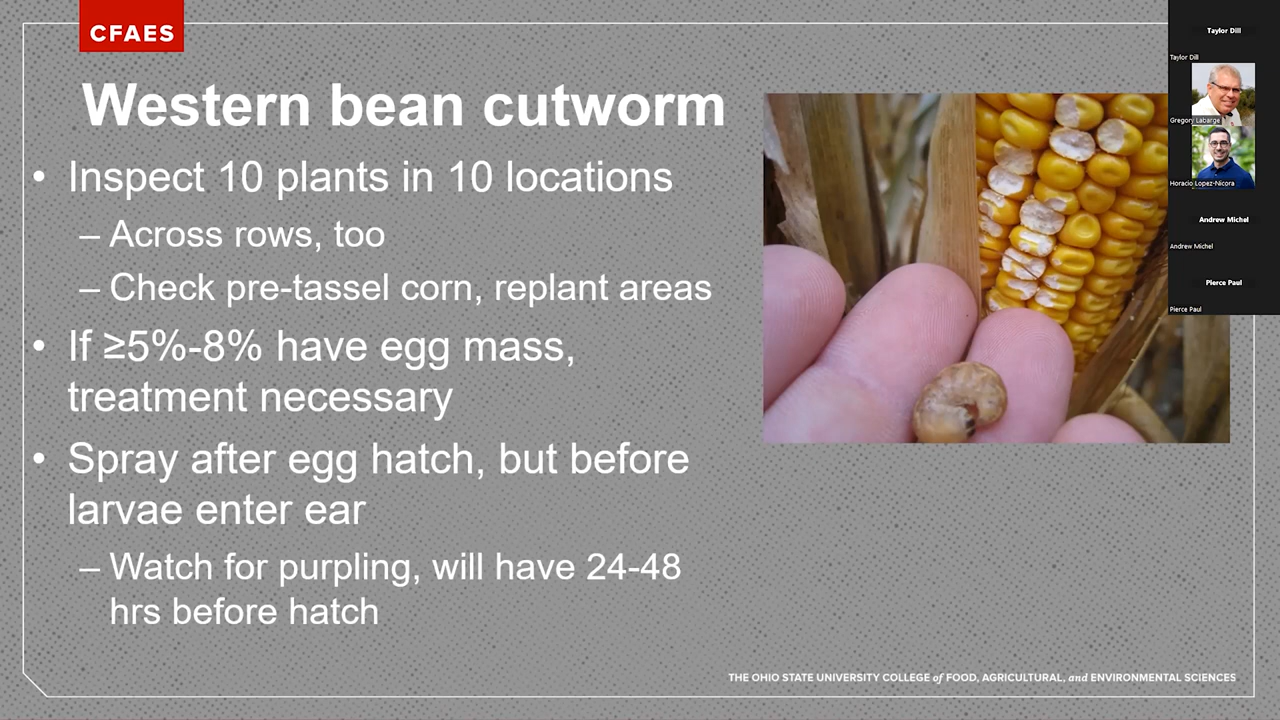 CFAES
Western bean cutworm
• Inspect 10 plants in 10 locations
– Across rows, too
– Check pre-tassel corn, replant areas
• If ≥5%-8% have egg mass,
treatment necessary
• Spray after egg hatch, but before
larvae enter ear
– Watch for purpling, will have 24-48
hrs before hatch
THE OHIO STATE UNIVERSITY COLLEGE of FOOD, AGRICULTURAL, and ENVIRONMENTAL SCIENCES
Taylor Dill
Taylor Dill
Gregory Labarge
Horacio Lopez-Nicora
Andrew Michel
Andrew Michel
Pierce Paul
Pierce Paul